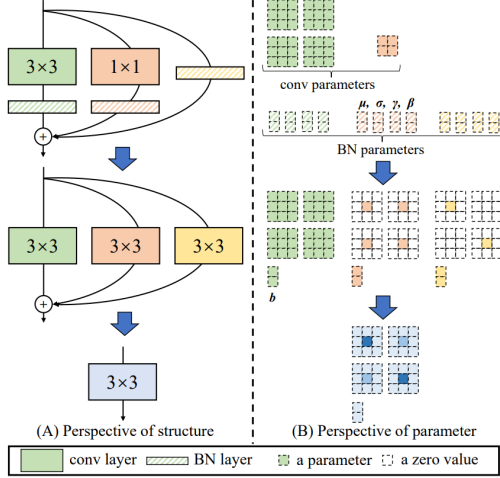 3×3
1×1
conv parameters
μ, σ, γ, β
+
BN parameters
3×3
3×3
3×3
b
+
3×3
(A) Perspective of structure
(B) Perspective of parameter
conv layer
BN layer
a parameter
a zero value